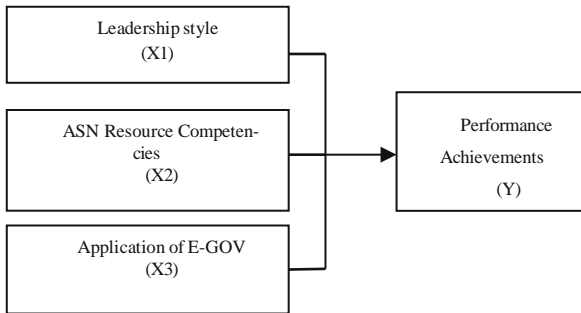 Leadership style
(X1)
ASN Resource Competen-
cies
(X2)
Application of E-GOV
(X3)
Performance
Achievements
(Y)